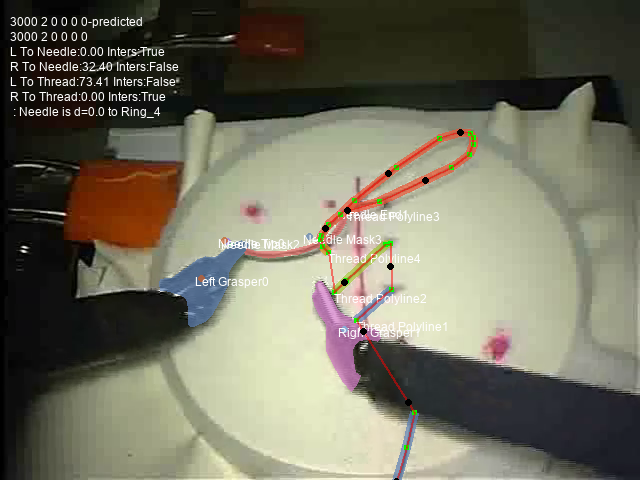 3000 2 0 0 0 0-predicted
3000 2 0 0 0 0
L To Needle:0.00 Inters:True
R To Needle:32.40 Inters:False
L To Thread:73.41 Inters:False
R To Thread:0.00 Inters:True
: Needle is d=0.0 to Ring_4
Thread Polyline3
Needle Mask3
Thread Polyline4
Left Grasper0
Thread Polyline2
Thread Polyline1